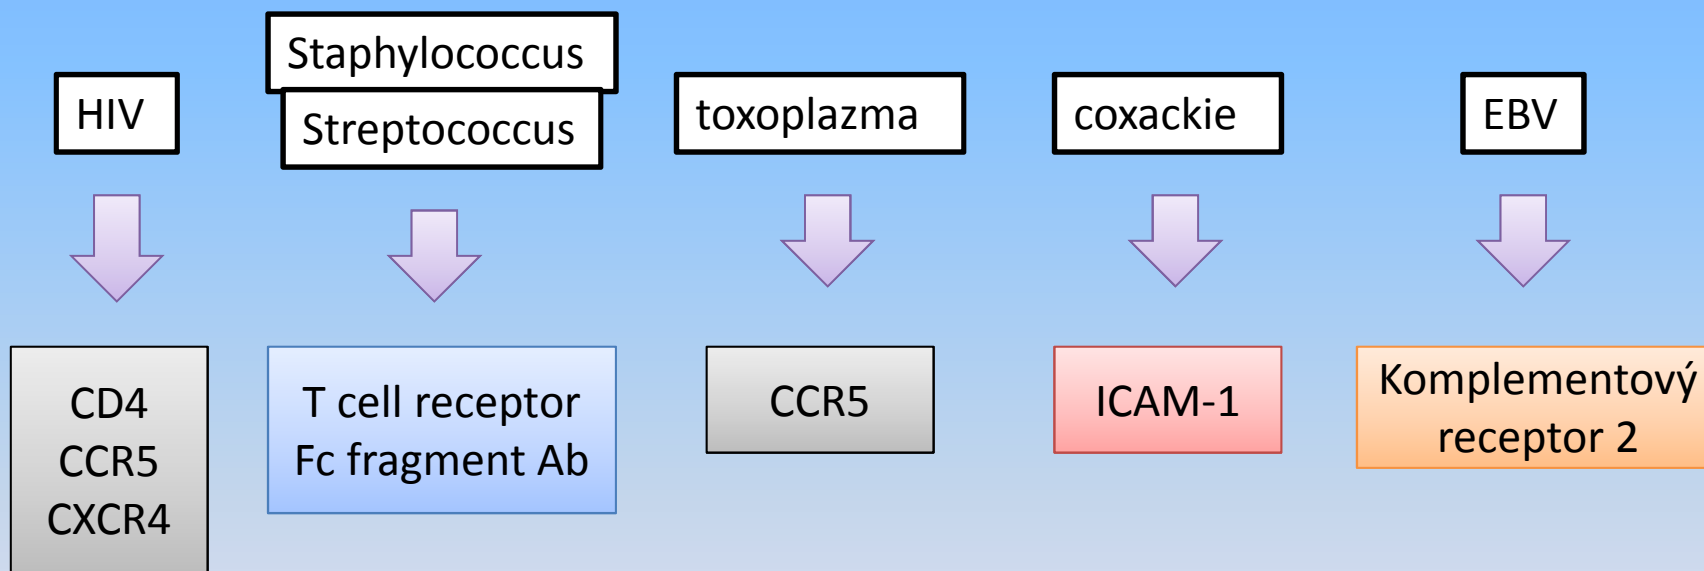 HIV
Staphylococcus
Streptococcus
toxoplazma
coxackie
EBV
CD4
CCR5
CXCR4
T cell receptor
Fc fragment Ab
CCR5
ICAM-1
Komplementový
receptor 2